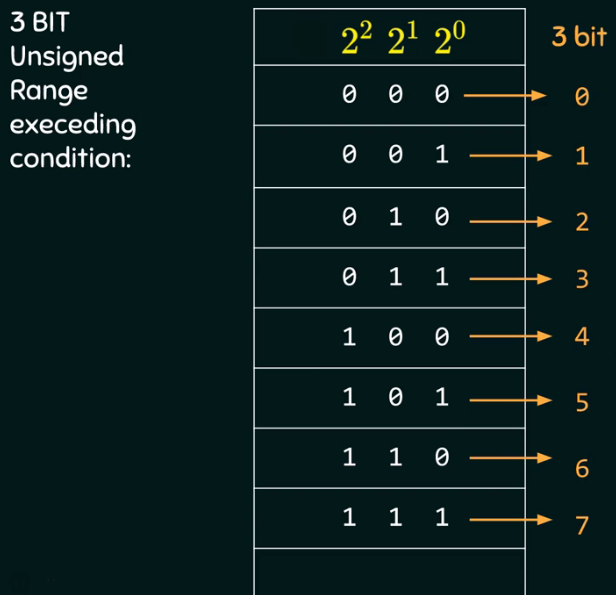 3 BIT
Unsigned
Range
execeding
condition:
2² 2¹ 2⁰ 3 bit
0 0 0 → 0
0 0 1 → 1
0 1 0 → 2
0 1 1 → 3
1 0 0 → 4
1 0 1 → 5
1 1 0 → 6
1 1 1 → 7